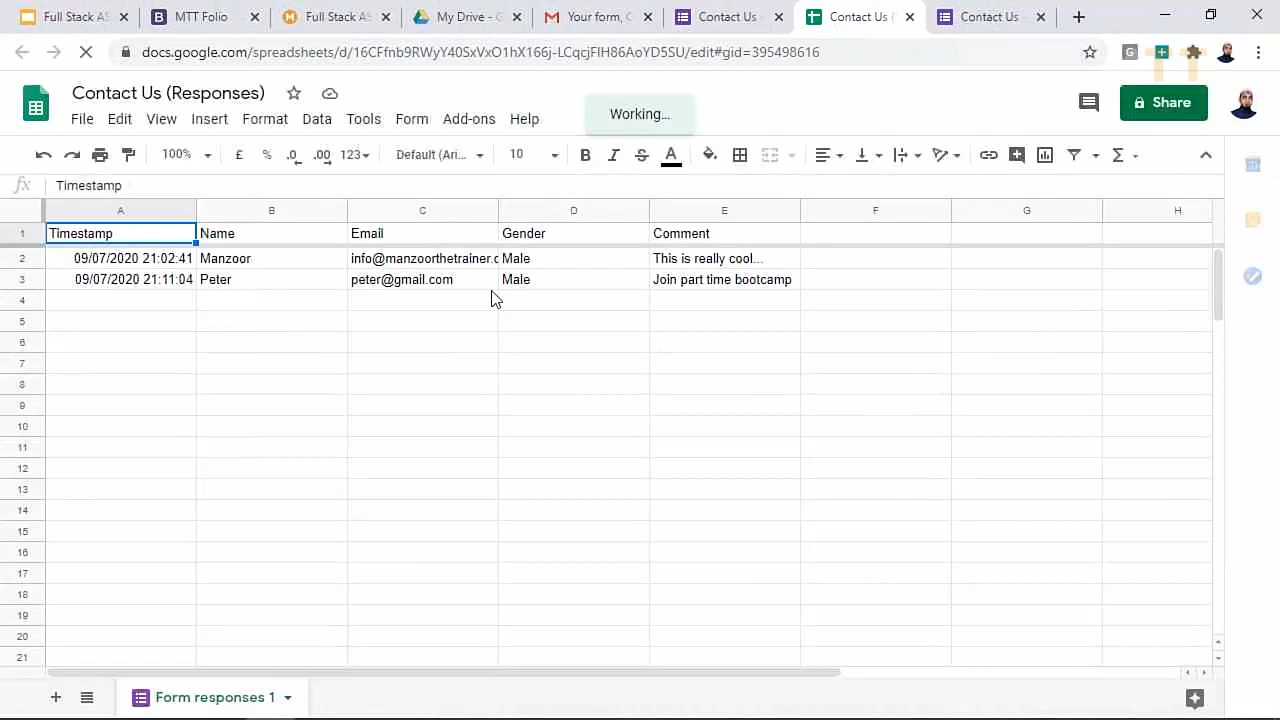 Full Stack AS
MTT Folio
Full Stack AS
My Drive - G
Your form, C
Contact Us -
Contact Us (
Contact Us -
docs.google.com/spreadsheets/d/16CFfnb9RWyY40SxVxO1hX166j-LCqcjFIH86AoYD5SU/edit#gid=395498616
Contact Us (Responses)
File Edit View Insert Format Data Tools Form Add-ons Help
Working...
Share
100% £ % .0 .00 123 Default (Ari... 10 B I S A Σ
fx Timestamp
A B C D E F G H
1 Timestamp Name Email Gender Comment
2 09/07/2020 21:02:41 Manzoor info@manzoorthetrainer.c Male This is really cool...
3 09/07/2020 21:11:04 Peter peter@gmail.com Male Join part time bootcamp
4
5
6
7
8
9
10
11
12
13
14
15
16
17
18
19
20
21
Form responses 1